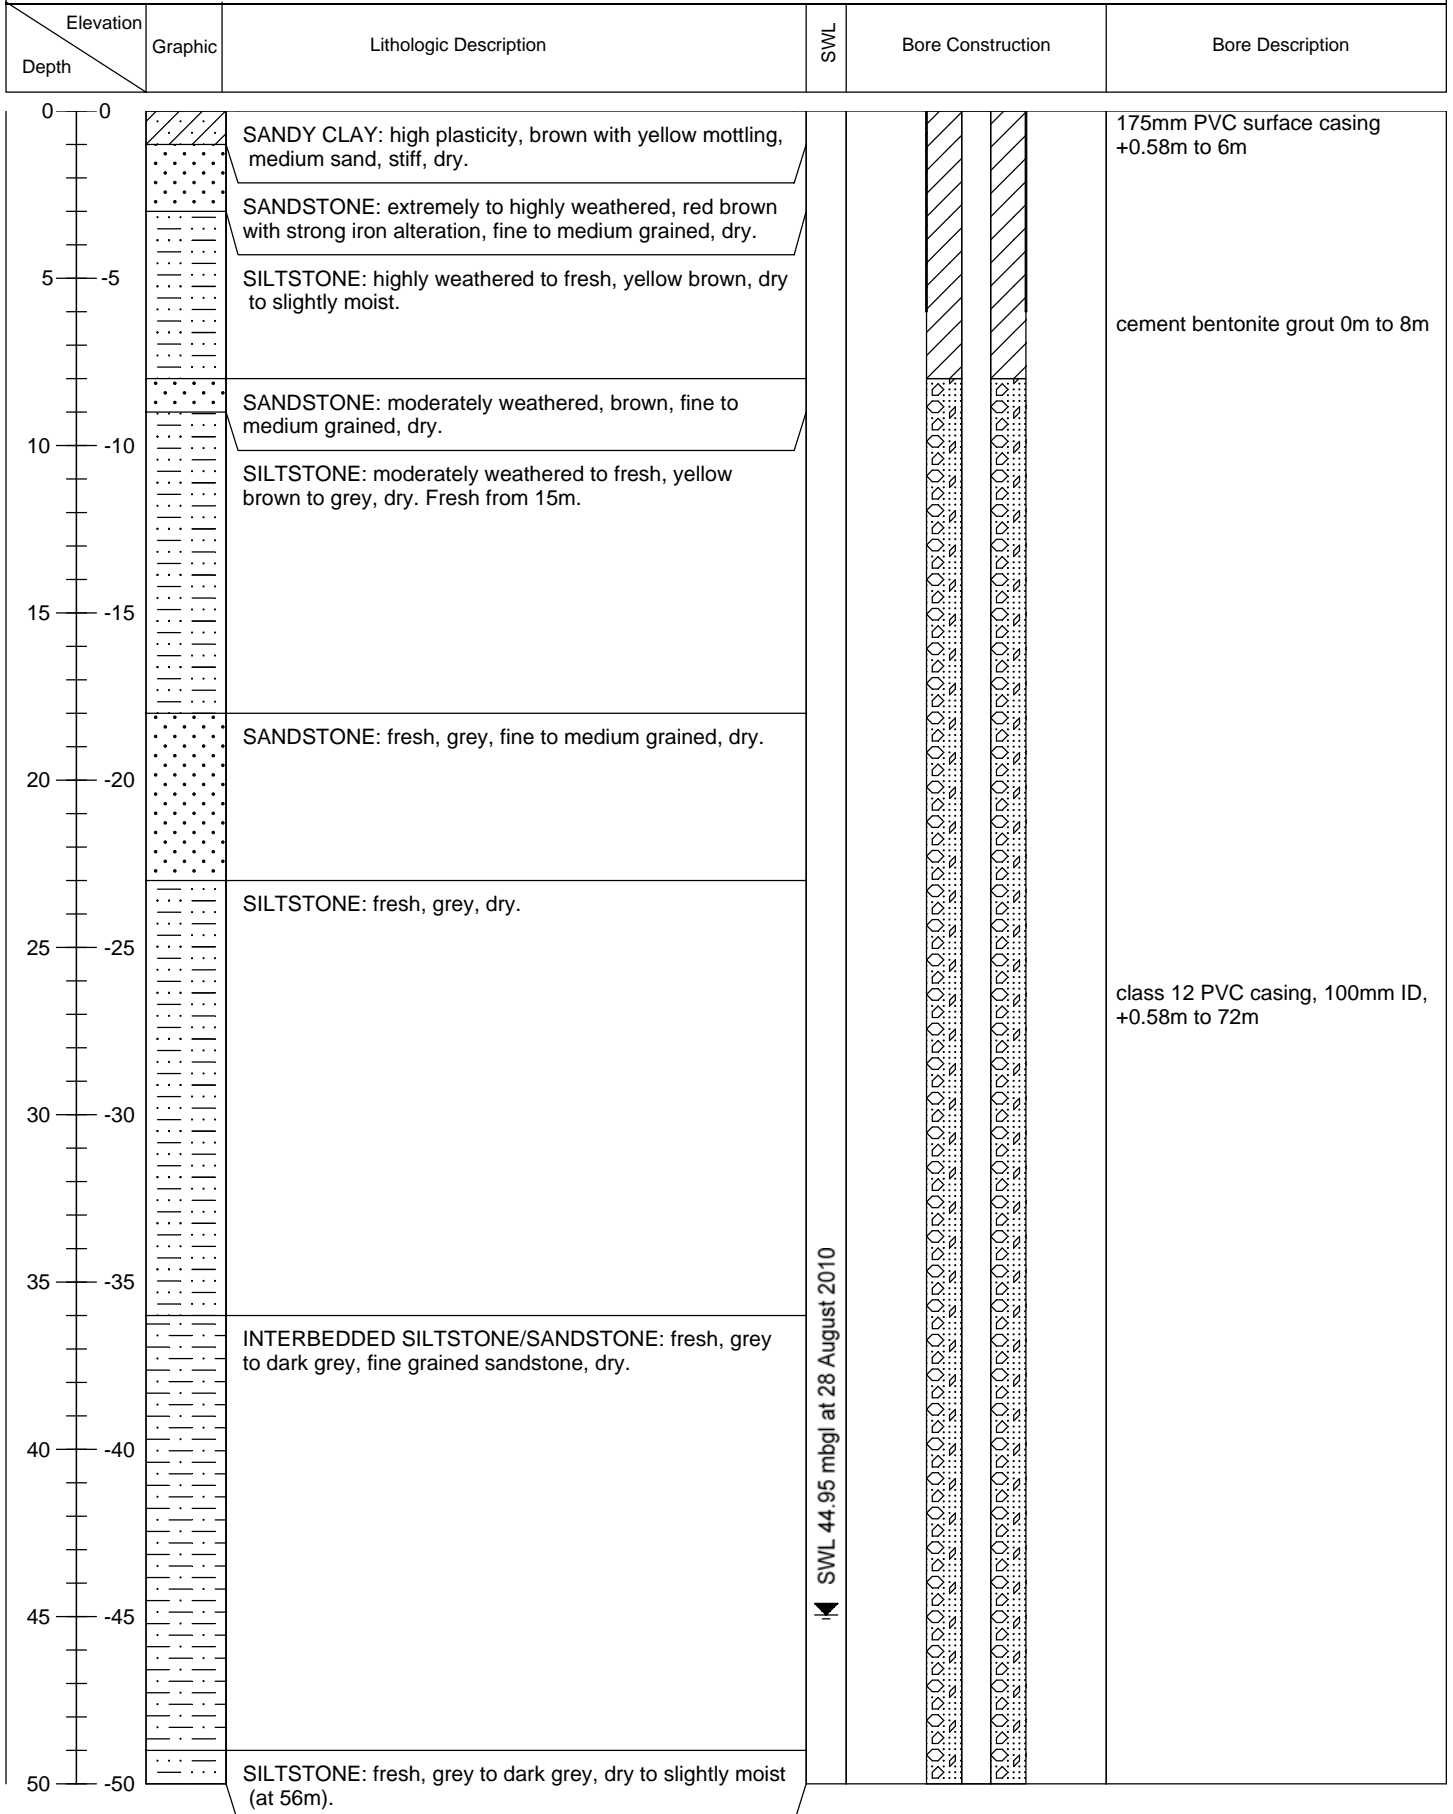 Elevation
Depth
Graphic
Lithologic Description
SWL
Bore Construction
Bore Description
0 0
SANDY CLAY: high plasticity, brown with yellow mottling,
medium sand, stiff, dry.
175mm PVC surface casing
+0.58m to 6m
SANDSTONE: extremely to highly weathered, red brown
with strong iron alteration, fine to medium grained, dry.
5 -5
SILTSTONE: highly weathered to fresh, yellow brown, dry
to slightly moist.
cement bentonite grout 0m to 8m
SANDSTONE: moderately weathered, brown, fine to
medium grained, dry.
10 -10
SILTSTONE: moderately weathered to fresh, yellow
brown to grey, dry. Fresh from 15m.
15 -15
SANDSTONE: fresh, grey, fine to medium grained, dry.
20 -20
SILTSTONE: fresh, grey, dry.
25 -25
class 12 PVC casing, 100mm ID,
+0.58m to 72m
30 -30
35 -35
SWL 44.95 mbgl at 28 August 2010
INTERBEDDED SILTSTONE/SANDSTONE: fresh, grey
to dark grey, fine grained sandstone, dry.
40 -40
45 -45
50 -50
SILTSTONE: fresh, grey to dark grey, dry to slightly moist
(at 56m).